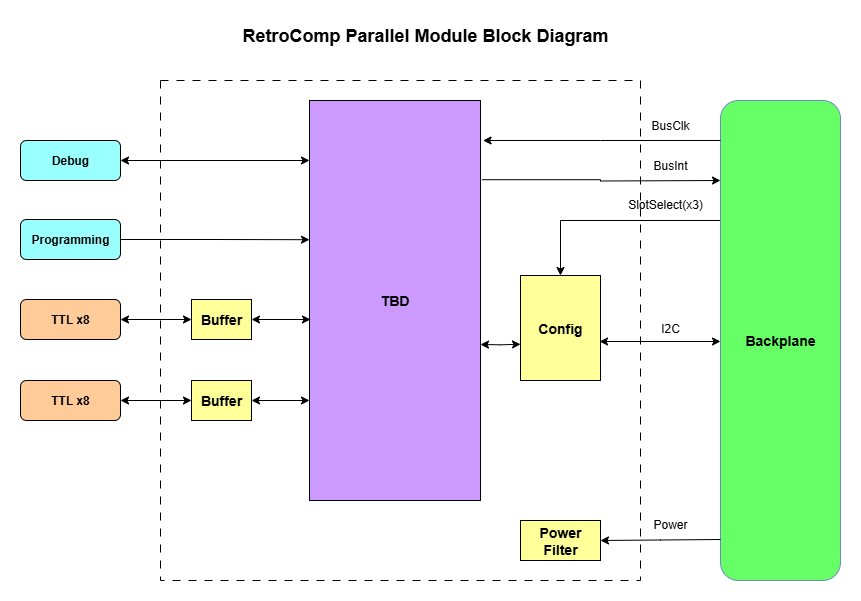 RetroComp Parallel Module Block Diagram
BusClk
Debug
BusInt
SlotSelect(x3)
Programming
TBD
TTL x8
Buffer
Config
I2C
Backplane
TTL x8
Buffer
Power
Power
Filter